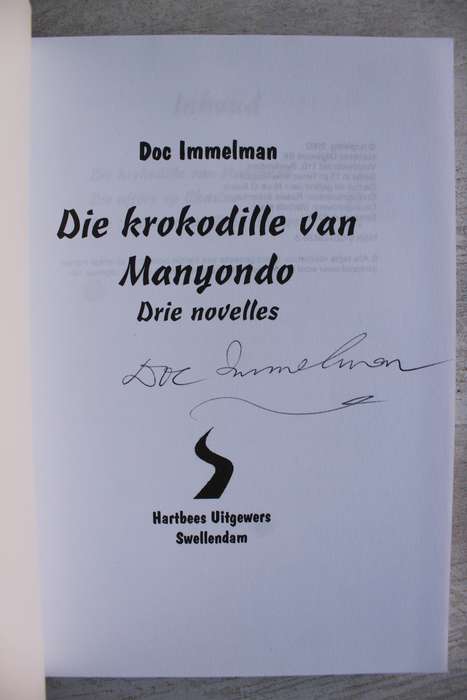 Doc Immelman
Die krokodille van
Manyondo
Drie novelles
Doc Immelman
Hartbees Uitgewers
Swellendam